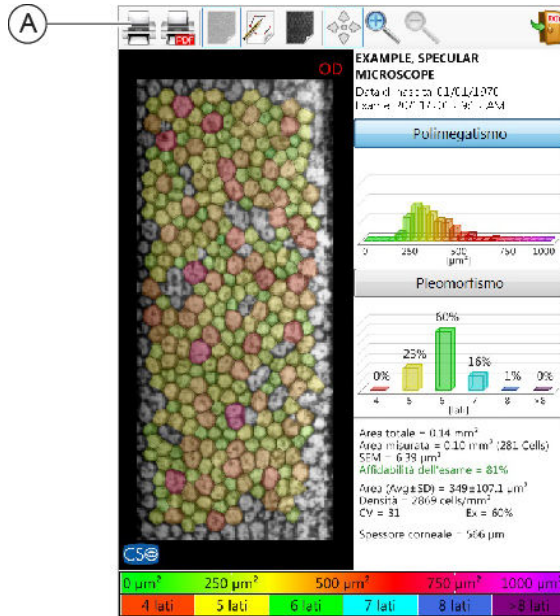 A
PDF
OD
EXAMPLE, SPECULAR
MICROSCOPE
Polimegatismo
0 250 500 750 1000
[µm²]
Pleomortismo
0% 23% 60% 16% 1% 0%
4 5 6 7 8 >8
[lati]
Area totale = 0.14 mm²
Area misurata = 0.10 mm² (281 Cells)
SEM = 6.39 µm²
Affidabilità dell'esame = 81%
Area (Avg±SD) = 349±107.1 µm²
Densità = 2869 cells/mm²
CV = 31 Ex = 60%
Spessore corneale = 566 µm
CSO
0 µm² 250 µm² 500 µm² 750 µm² 1000 µm²
4 lati 5 lati 6 lati 7 lati 8 lati >8 lati